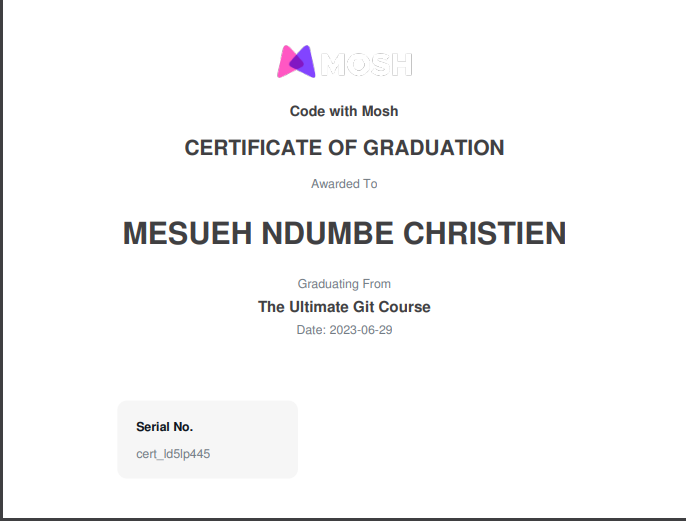 MOSH
Code with Mosh
CERTIFICATE OF GRADUATION
Awarded To
MESUEH NDUMBE CHRISTIEN
Graduating From
The Ultimate Git Course
Date: 2023-06-29
Serial No.
cert_ld5lp445